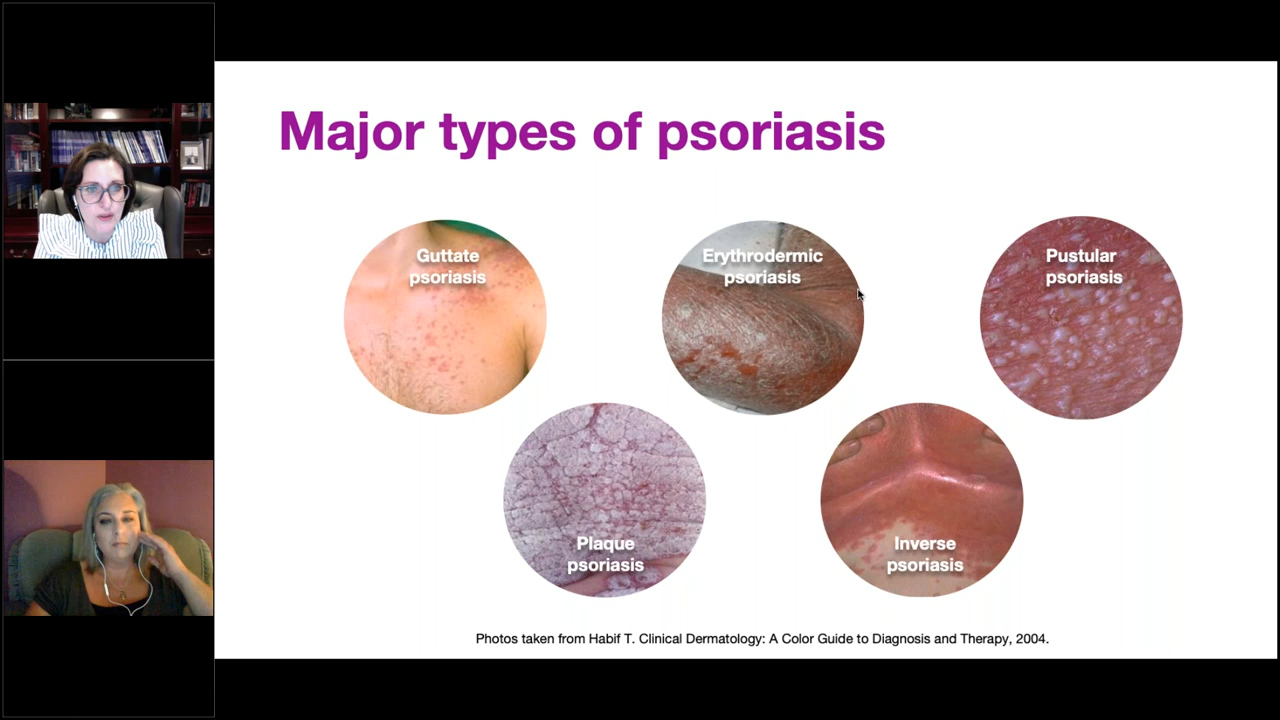 Major types of psoriasis
Guttate
psoriasis
Erythrodermic
psoriasis
Pustular
psoriasis
Plaque
psoriasis
Inverse
psoriasis
Photos taken from Habif T. Clinical Dermatology: A Color Guide to Diagnosis and Therapy, 2004.